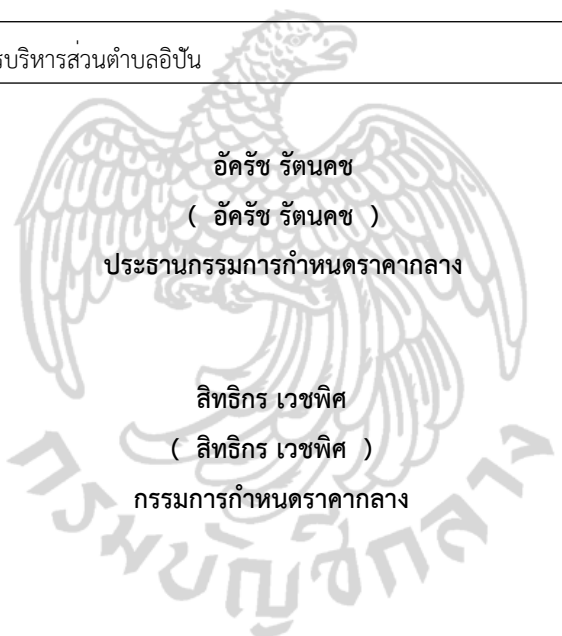 รบริหารส่วนตำบลอิปัน
อัครัช รัตนคช
( อัครัช รัตนคช )
ประธานกรรมการกำหนดราคากลาง
สิทธิกร เวชพิศ
( สิทธิกร เวชพิศ )
กรรมการกำหนดราคากลาง
กรมบัญชีกลาง